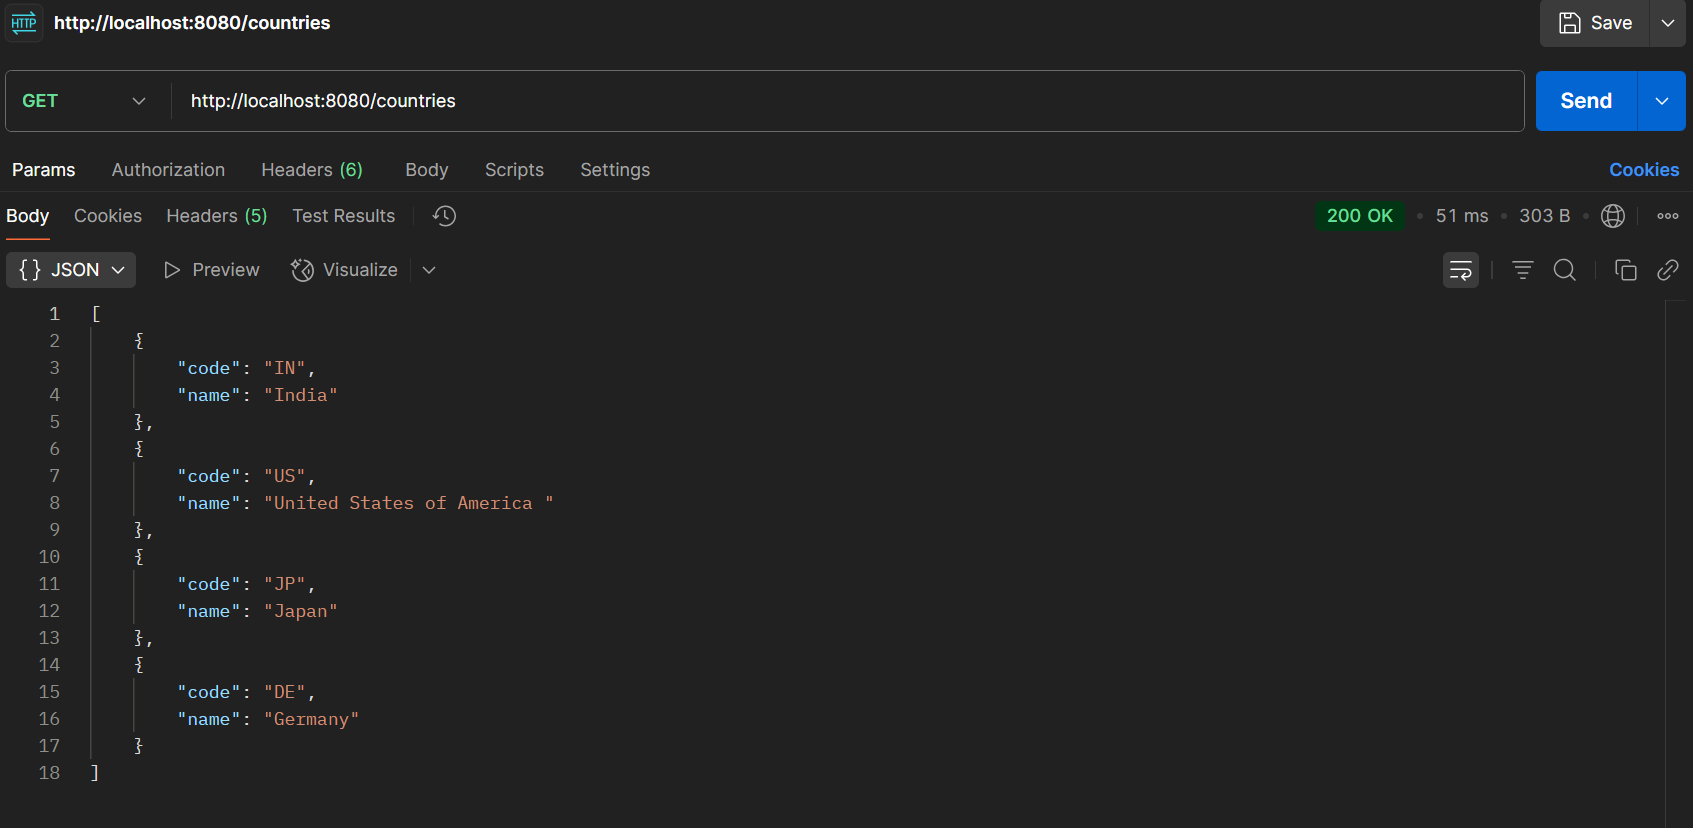 HTTP http://localhost:8080/countries Save
GET http://localhost:8080/countries Send
Params Authorization Headers (6) Body Scripts Settings Cookies
Body Cookies Headers (5) Test Results 200 OK • 51 ms • 303 B •
{} JSON Preview Visualize
1 [
2 {
3 "code": "IN",
4 "name": "India"
5 },
6 {
7 "code": "US",
8 "name": "United States of America "
9 },
10 {
11 "code": "JP",
12 "name": "Japan"
13 },
14 {
15 "code": "DE",
16 "name": "Germany"
17 }
18 ]